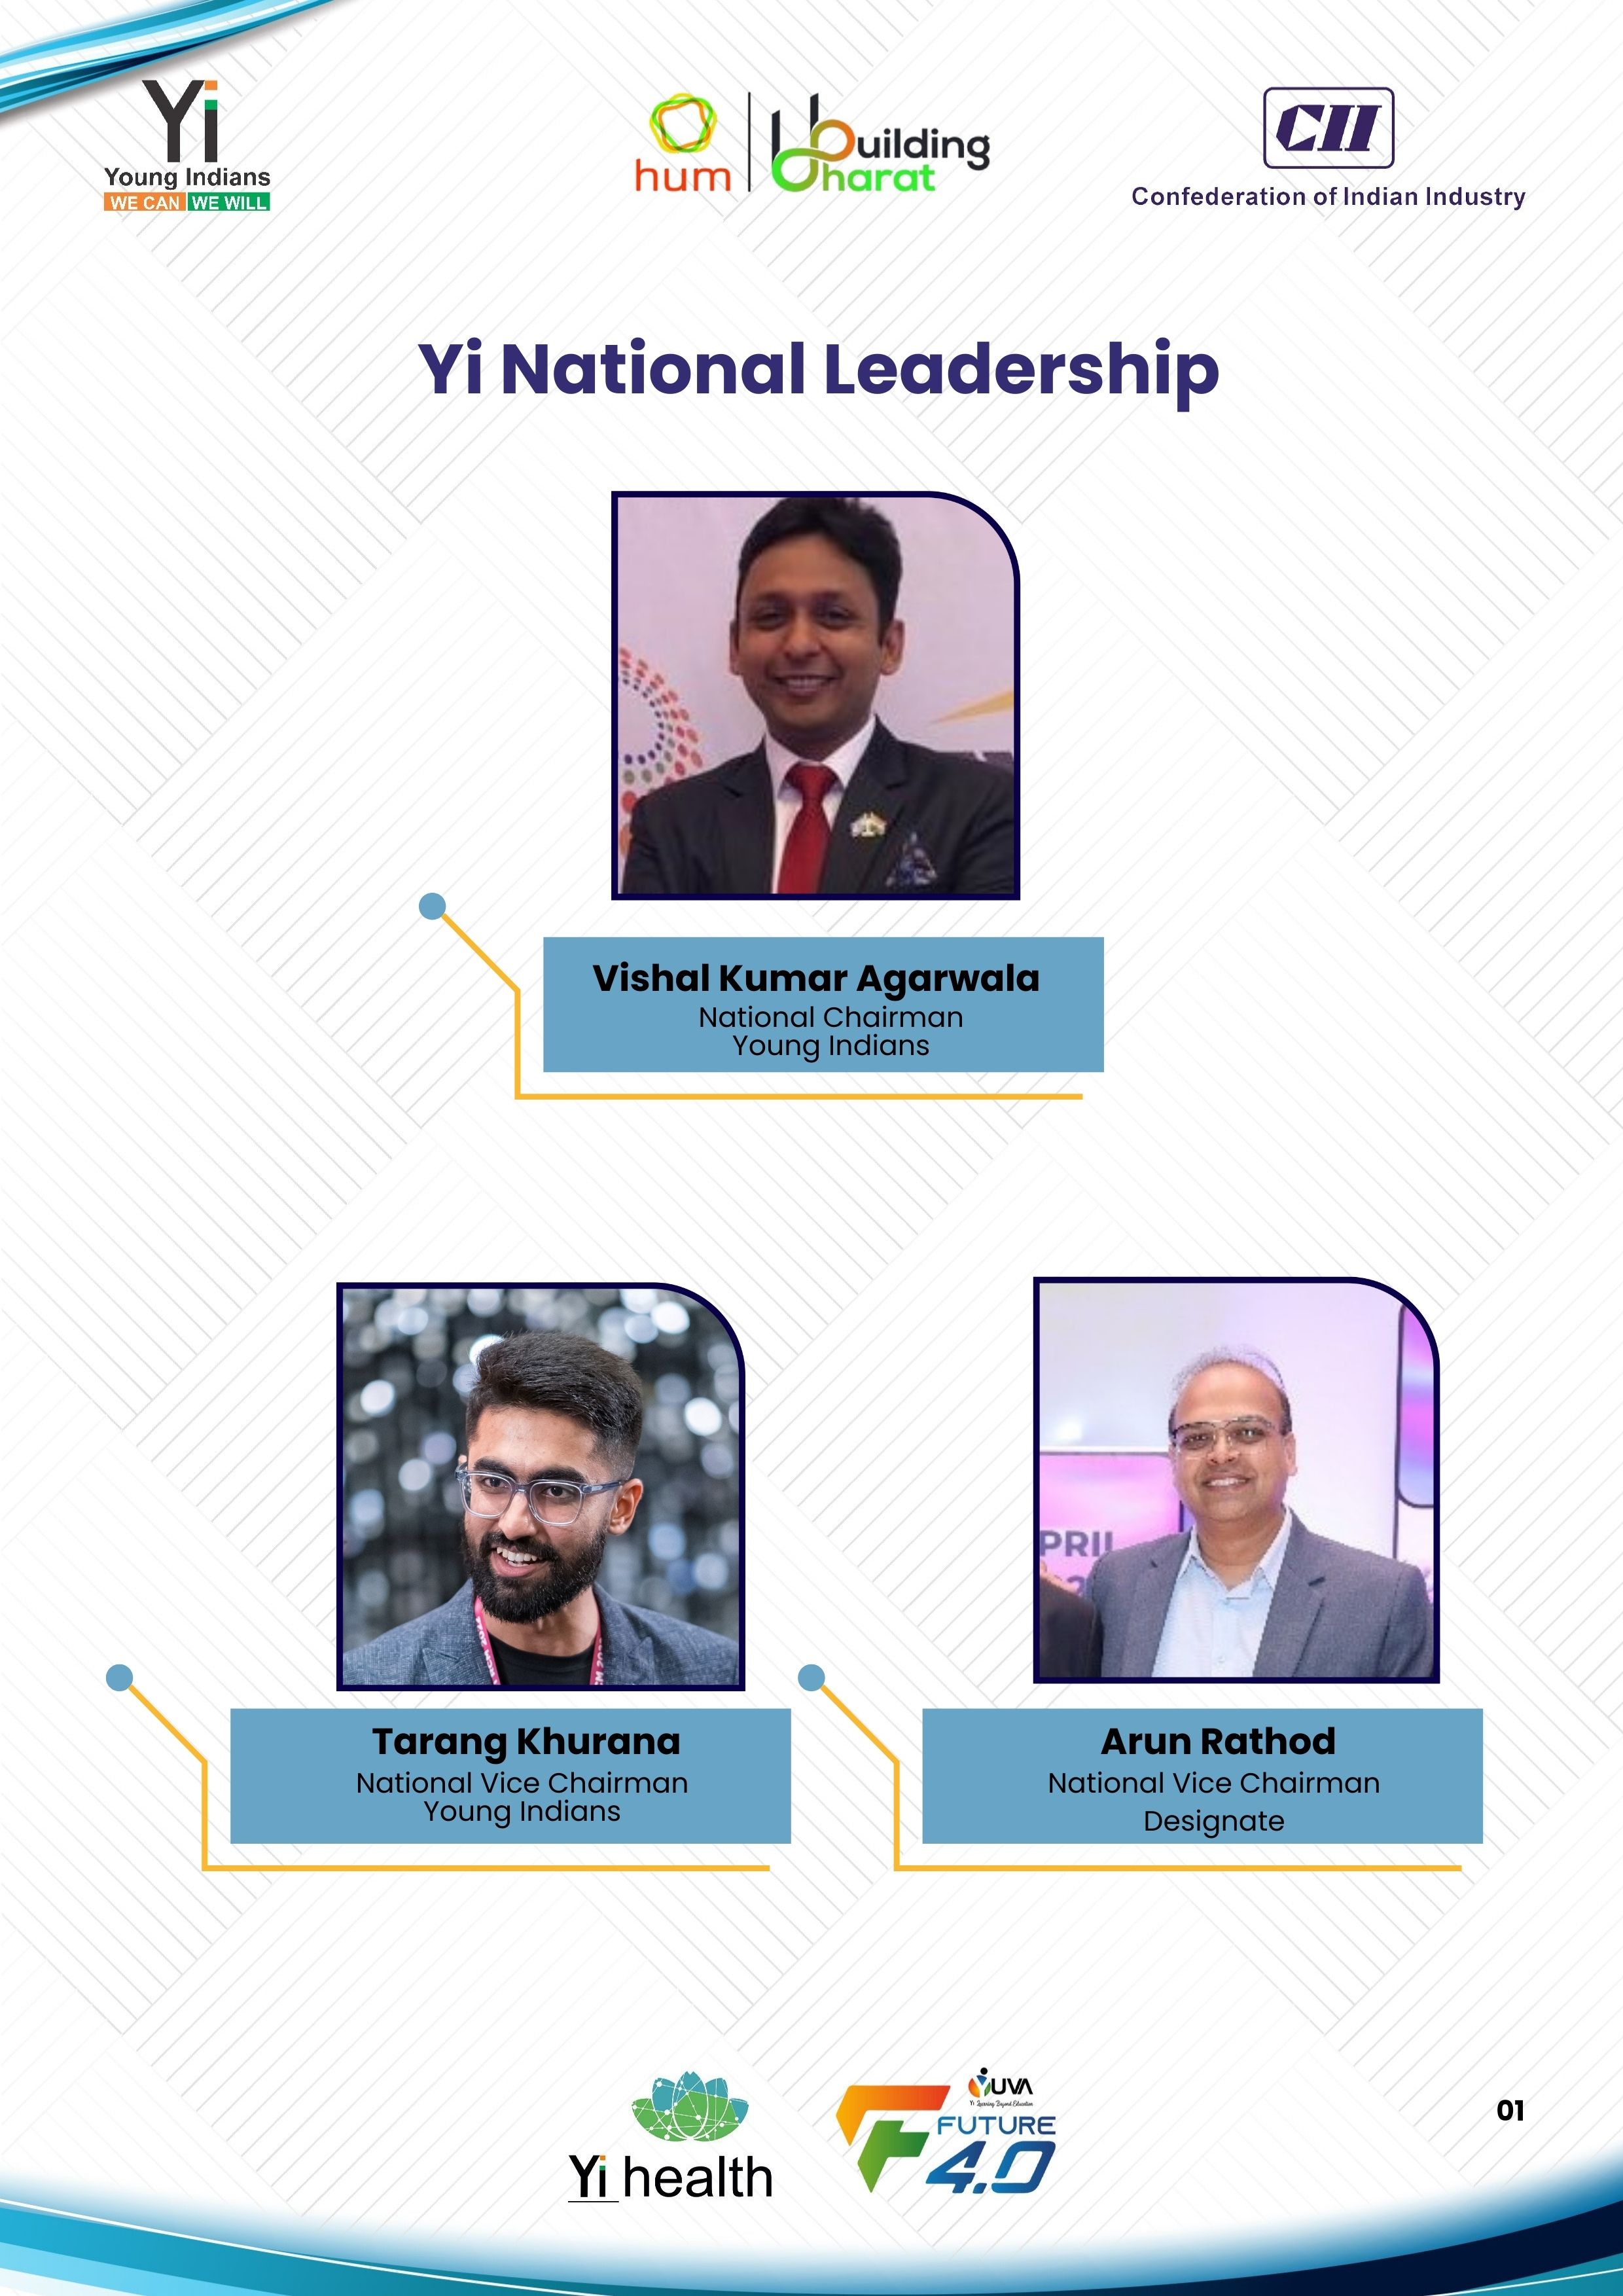 Yi
Young Indians
WE CAN WE WILL
hum
Building
Bharat
CII
Confederation of Indian Industry
Yi National Leadership
Vishal Kumar Agarwala
National Chairman
Young Indians
PRIL
Tarang Khurana
National Vice Chairman
Young Indians
Arun Rathod
National Vice Chairman
Designate
Yi health
YUVA
Yi Learning Beyond Education
FUTURE
4.0
01